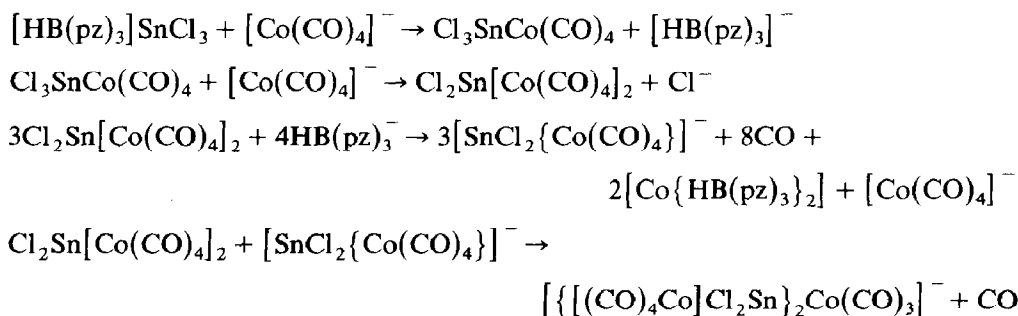 [HB(pz)₃]SnCl₃ + [Co(CO)₄]⁻ → Cl₃SnCo(CO)₄ + [HB(pz)₃]⁻
Cl₃SnCo(CO)₄ + [Co(CO)₄]⁻ → Cl₂Sn[Co(CO)₄]₂ + Cl⁻
3Cl₂Sn[Co(CO)₄]₂ + 4HB(pz)₃⁻ → 3[SnCl₂{Co(CO)₄}]⁻ + 8CO +
2[Co{HB(pz)₃}₂] + [Co(CO)₄]⁻
Cl₂Sn[Co(CO)₄]₂ + [SnCl₂{Co(CO)₄}]⁻ →
[{[(CO)₄Co]Cl₂Sn}₂Co(CO)₃]⁻ + CO